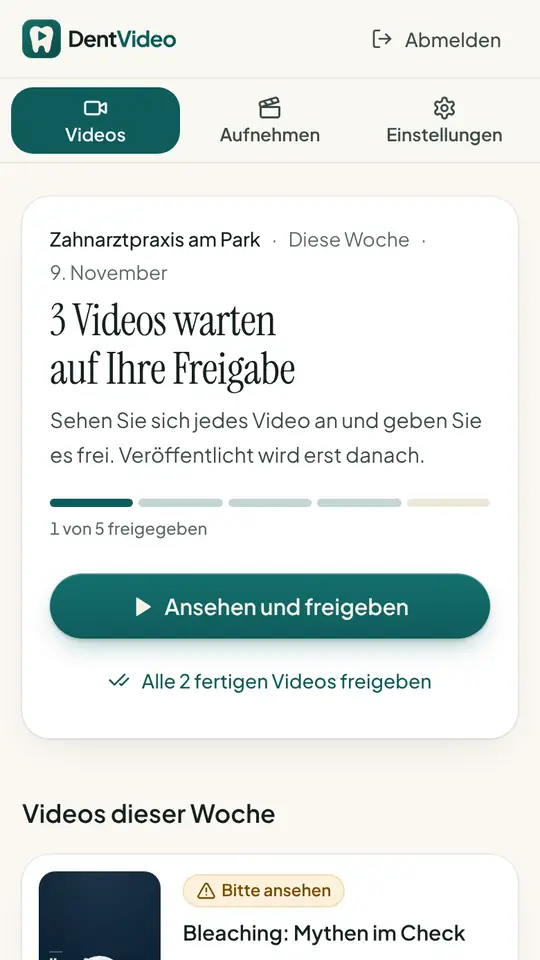 DentVideo
Abmelden
Videos
Aufnehmen
Einstellungen
Zahnarztpraxis am Park · Diese Woche ·
9. November
3 Videos warten
auf Ihre Freigabe
Sehen Sie sich jedes Video an und geben Sie
es frei. Veröffentlicht wird erst danach.
1 von 5 freigegeben
Ansehen und freigeben
Alle 2 fertigen Videos freigeben
Videos dieser Woche
Bitte ansehen
Bleaching: Mythen im Check